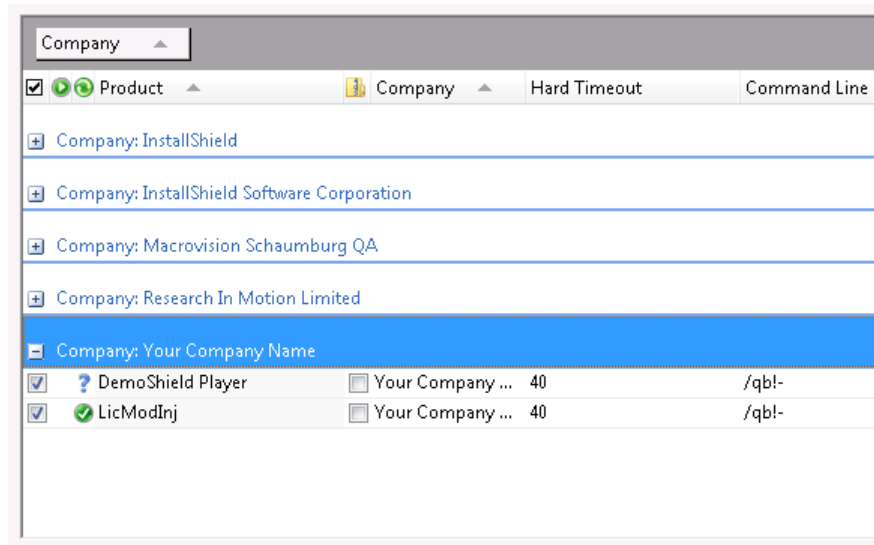 Company
Product Company Hard Timeout Command Line
Company: InstallShield
Company: InstallShield Software Corporation
Company: Macrovision Schaumburg QA
Company: Research In Motion Limited
Company: Your Company Name
? DemoShield Player Your Company ... 40 /qb!-
LicModInj Your Company ... 40 /qb!-